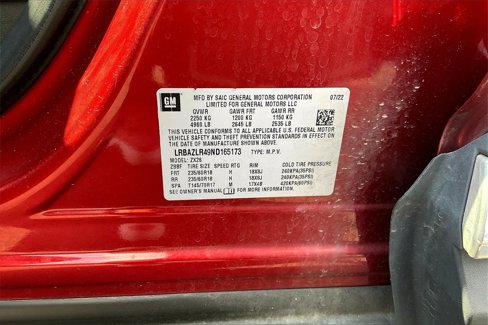 GM
MFD BY SAIC GENERAL MOTORS CORPORATION 07/22
LIMITED FOR GENERAL MOTORS LLC
GVWR GAWR FRT GAWR RR
2250 KG 1200 KG 1150 KG
4960 LB 2645 LB 2535 LB
THIS VEHICLE CONFORMS TO ALL APPLICABLE U.S. FEDERAL MOTOR
VEHICLE SAFETY AND THEFT PREVENTION STANDARDS IN EFFECT ON
THE DATE OF MANUFACTURE SHOWN ABOVE.
LRBAZLR49ND165173 TYPE: M.P.V.
MODEL: ZX26
TIRE SIZE SPEED RTG RIM COLD TIRE PRESSURE
FRT 235/60R18 H 18X8J 240KPA(35PSI)
RR 235/60R18 H 18X8J 240KPA(35PSI)
SPA T145/70R17 M 17X4B 420KPA(60PSI)
SEE OWNER'S MANUAL FOR MORE INFORMATION.